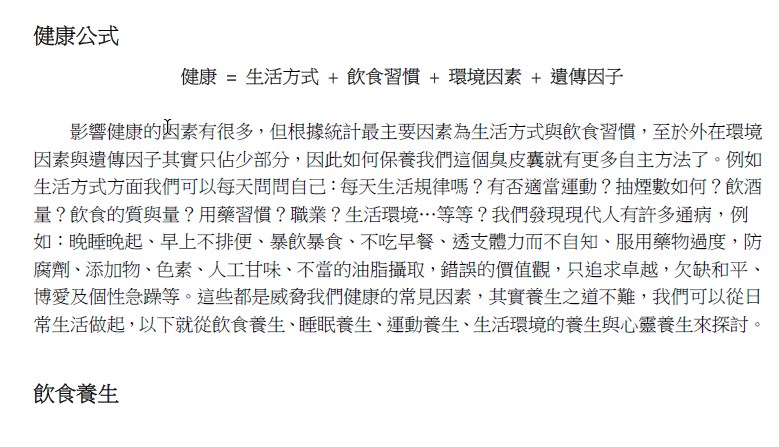 健康公式
健康 = 生活方式 + 飲食習慣 + 環境因素 + 遺傳因子
影響健康的因素有很多，但根據統計最主要因素為生活方式與飲食習慣，至於外在環境
因素與遺傳因子其實只佔少部分，因此如何保養我們這個臭皮囊就有更多自主方法了。例如
生活方式方面我們可以每天問問自己：每天生活規律嗎？有否適當運動？抽煙數如何？飲酒
量？飲食的質與量？用藥習慣？職業？生活環境…等等？我們發現現代人有許多通病，例
如：晚睡晚起、早上不排便、暴飲暴食、不吃早餐、透支體力而不自知、服用藥物過度，防
腐劑、添加物、色素、人工甘味、不當的油脂攝取，錯誤的價值觀，只追求卓越，欠缺和平、
博愛及個性急躁等。這些都是威脅我們健康的常見因素，其實養生之道不難，我們可以從日
常生活做起，以下就從飲食養生、睡眠養生、運動養生、生活環境的養生與心靈養生來探討。
飲食養生